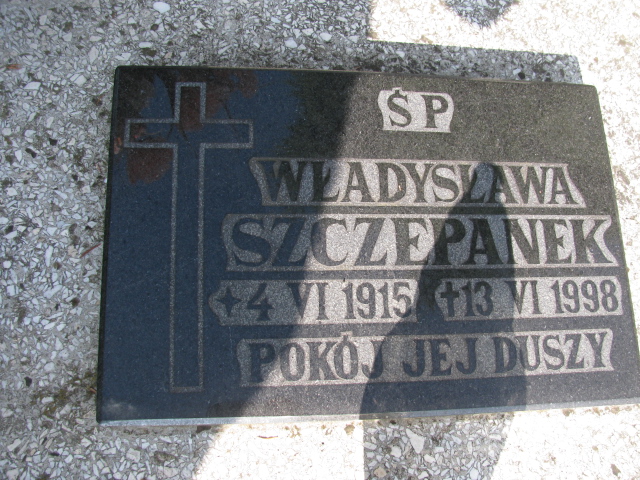 ŚP
WŁADYSŁAWA
SZCZEPANEK
✦4 VI 1915 ✝13 VI 1998
POKÓJ JEJ DUSZY